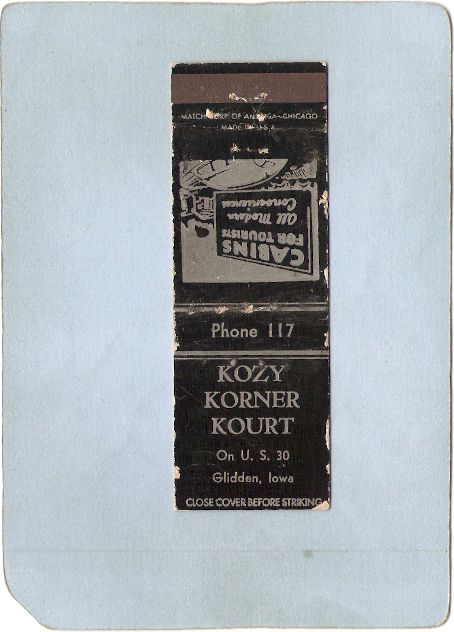 MATCH CORP. OF AMERICA-CHICAGO
MADE IN U.S.A.
CABINS
FOR TOURISTS
All Modern
Conveniences
Phone 117
KOZY
KORNER
KOURT
On U. S. 30
Glidden, Iowa
CLOSE COVER BEFORE STRIKING